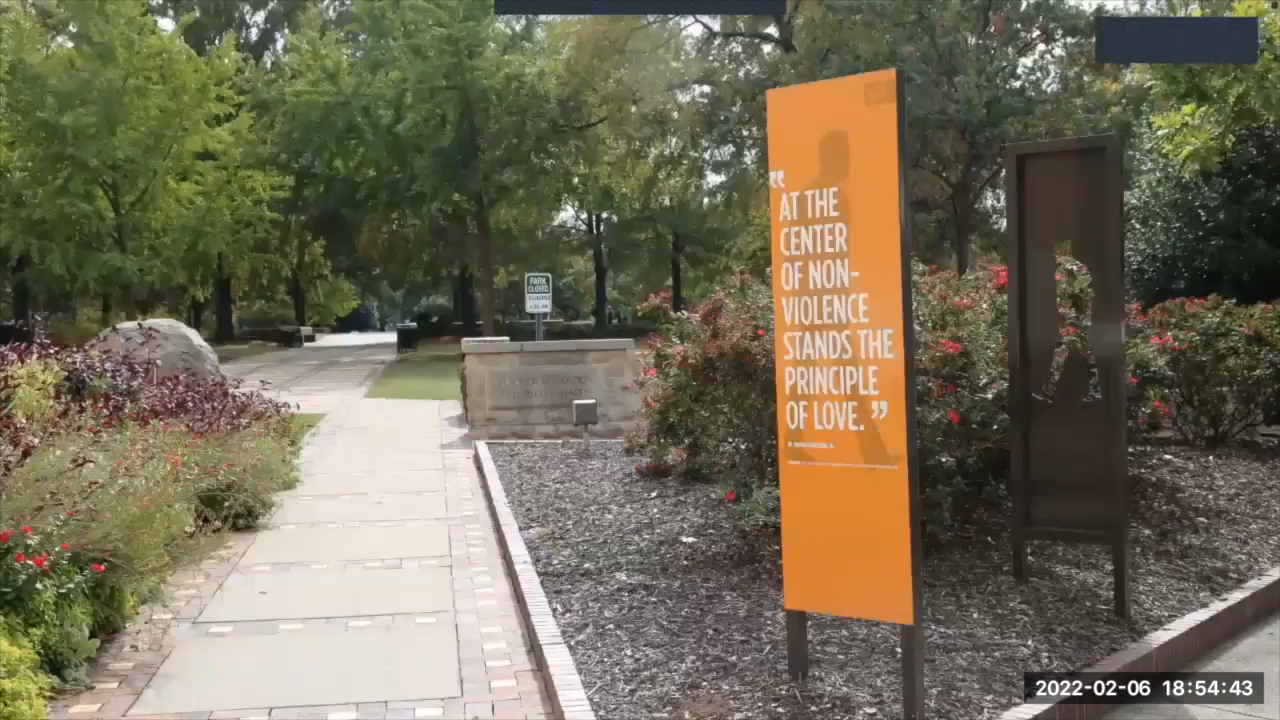 PARK
CLOSED
“AT THE
CENTER
OF NON-
VIOLENCE
STANDS THE
PRINCIPLE
OF LOVE.”
2022-02-06 18:54:43